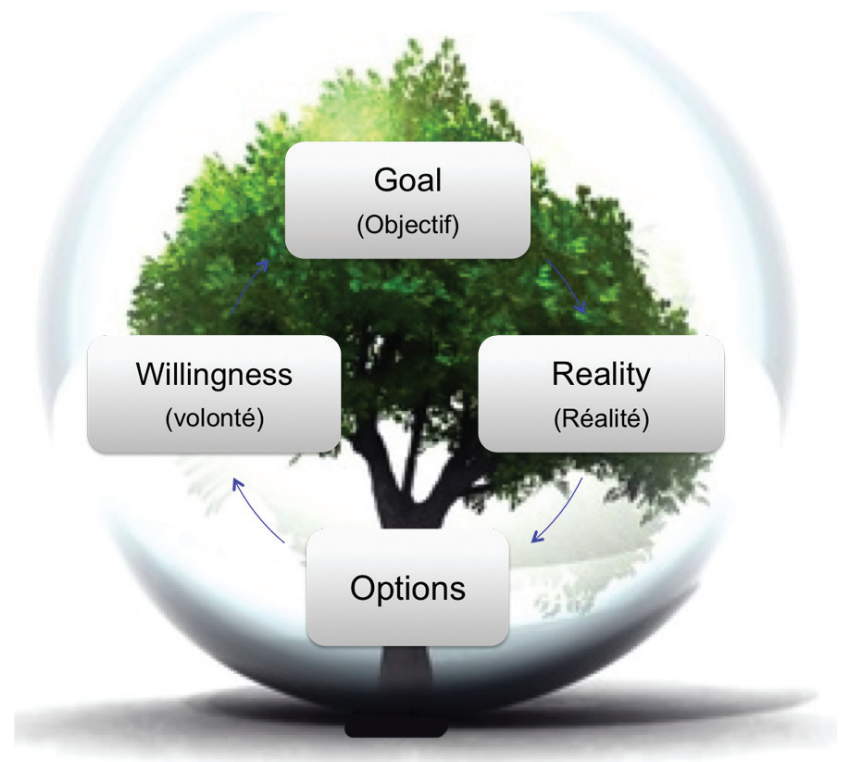 Goal
(Objectif)
Willingness
(volonté)
Reality
(Réalité)
Options